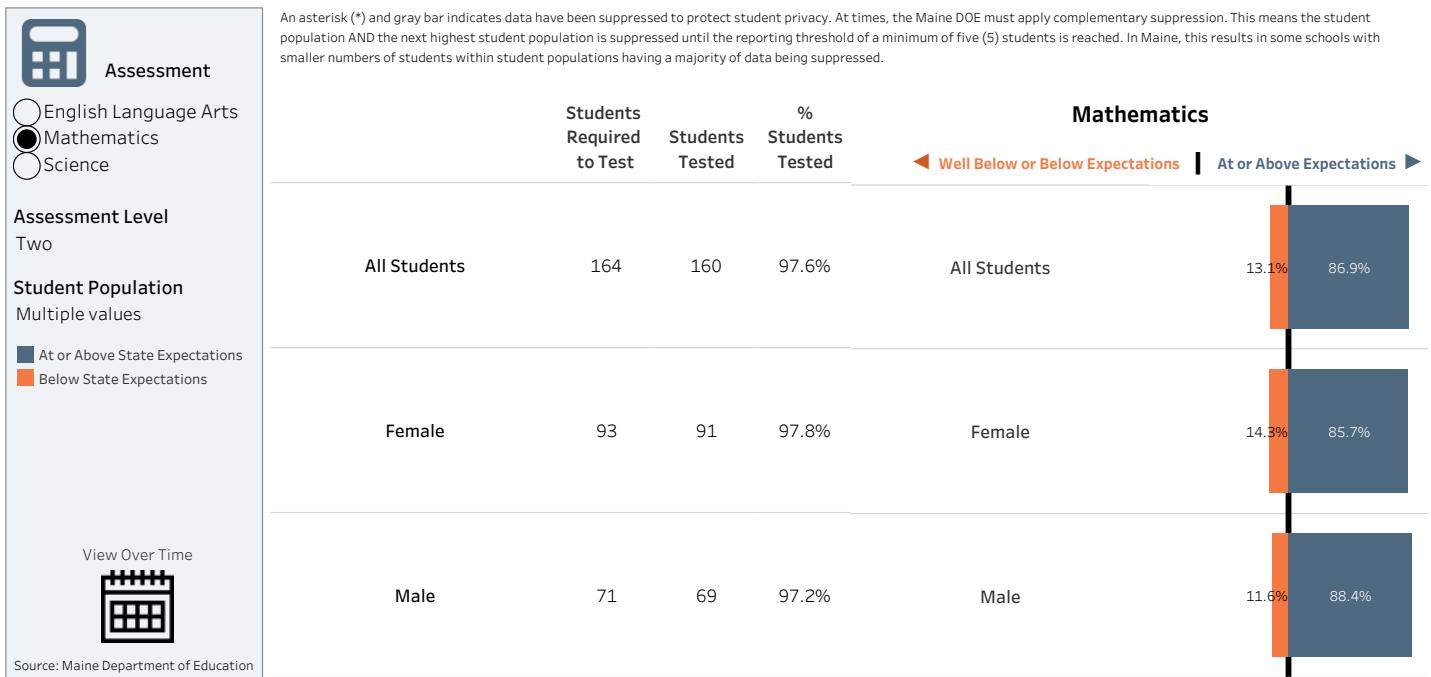 An asterisk (*) and gray bar indicates data have been suppressed to protect student privacy. At times, the Maine DOE must apply complementary suppression. This means the student
population AND the next highest student population is suppressed until the reporting threshold of a minimum of five (5) students is reached. In Maine, this results in some schools with
smaller numbers of students within student populations having a majority of data being suppressed.
Assessment
English Language Arts
Mathematics
Science
Assessment Level
Two
Student Population
Multiple values
At or Above State Expectations
Below State Expectations
View Over Time
Source: Maine Department of Education
Students
Required
to Test
Students
Tested
%
Students
Tested
Mathematics
Well Below or Below Expectations
At or Above Expectations
All Students 164 160 97.6% All Students 13.1% 86.9%
Female 93 91 97.8% Female 14.3% 85.7%
Male 71 69 97.2% Male 11.6% 88.4%